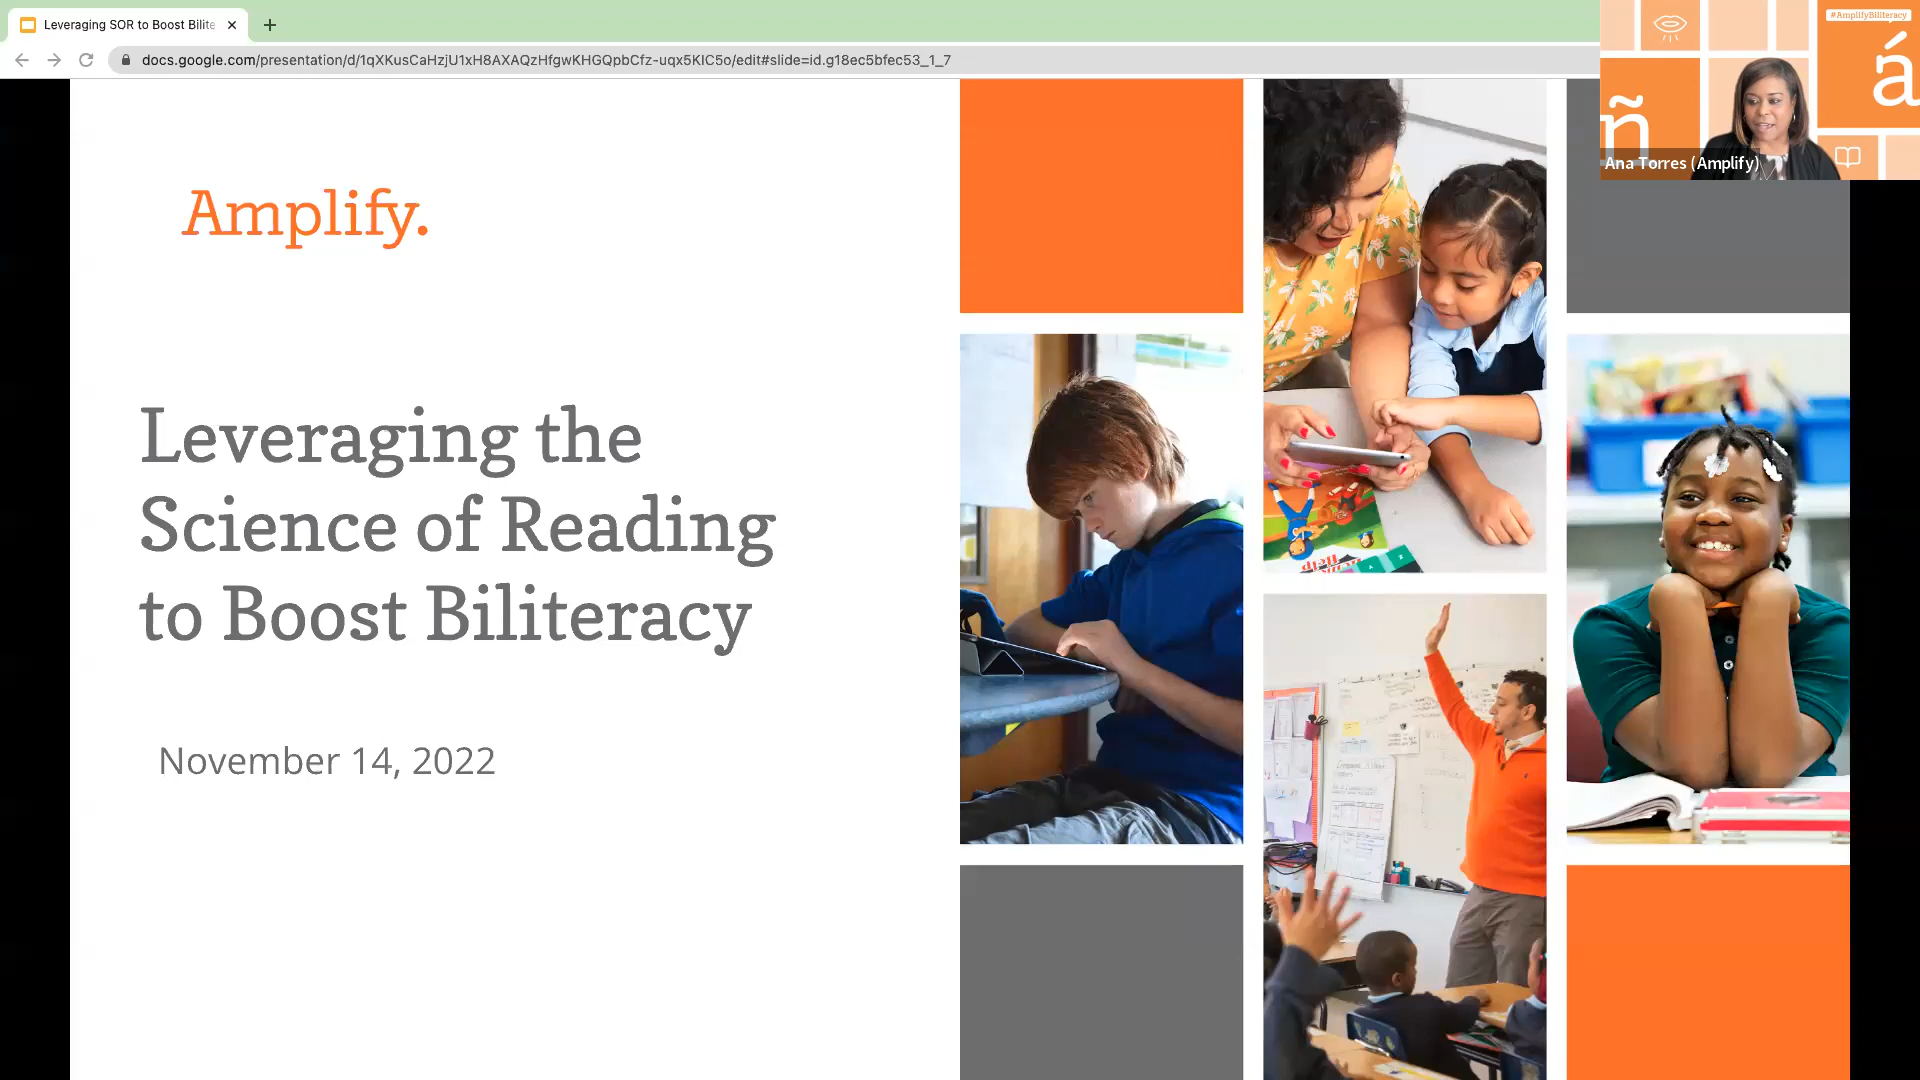 Leveraging SOR to Boost Bilite
docs.google.com/presentation/d/1qXKusCaHzjU1xH8AXAQzHfgwKHGQpbCfz-uqx5KIC5o/edit#slide=id.g18ec5bfec53_1_7
#AmplifyBiliteracy
á
ñ
Ana Torres (Amplify)
Amplify.
Leveraging the
Science of Reading
to Boost Biliteracy
November 14, 2022